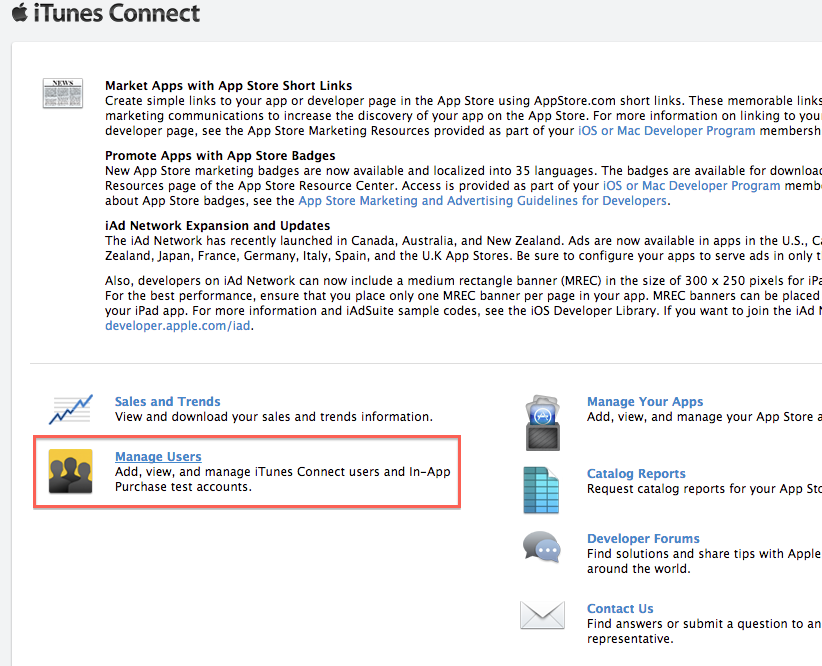 iTunes Connect
NEWS
Market Apps with App Store Short Links
Create simple links to your app or developer page in the App Store using AppStore.com short links. These memorable links
marketing communications to increase the discovery of your app on the App Store. For more information on linking to your
developer page, see the App Store Marketing Resources provided as part of your iOS or Mac Developer Program membersh
Promote Apps with App Store Badges
New App Store marketing badges are now available and localized into 35 languages. The badges are available for downloa
Resources page of the App Store Resource Center. Access is provided as part of your iOS or Mac Developer Program memb
about App Store badges, see the App Store Marketing and Advertising Guidelines for Developers.
iAd Network Expansion and Updates
The iAd Network has recently launched in Canada, Australia, and New Zealand. Ads are now available in apps in the U.S., Ca
Zealand, Japan, France, Germany, Italy, Spain, and the U.K App Stores. Be sure to configure your apps to serve ads in only t
Also, developers on iAd Network can now include a medium rectangle banner (MREC) in the size of 300 x 250 pixels for iPa
For the best performance, ensure that you place only one MREC banner per page in your app. MREC banners can be placed
your iPad app. For more information and iAdSuite sample codes, see the iOS Developer Library. If you want to join the iAd N
developer.apple.com/iad.
Sales and Trends
View and download your sales and trends information.
Manage Users
Add, view, and manage iTunes Connect users and In-App
Purchase test accounts.
Manage Your Apps
Add, view, and manage your App Store a
Catalog Reports
Request catalog reports for your App Sto
Developer Forums
Find solutions and share tips with Apple
around the world.
Contact Us
Find answers or submit a question to an
representative.